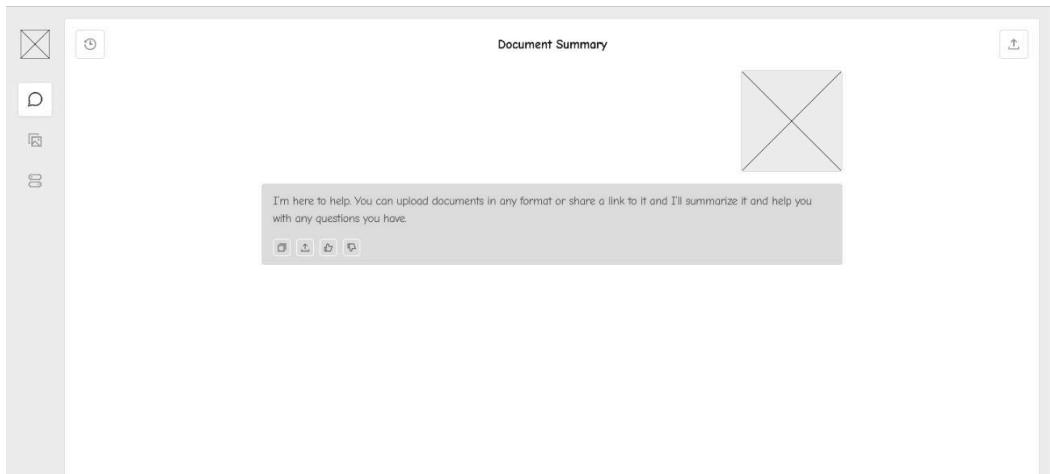 Document Summary
I'm here to help. You can upload documents in any format or share a link to it and I'll summarize it and help you
with any questions you have.